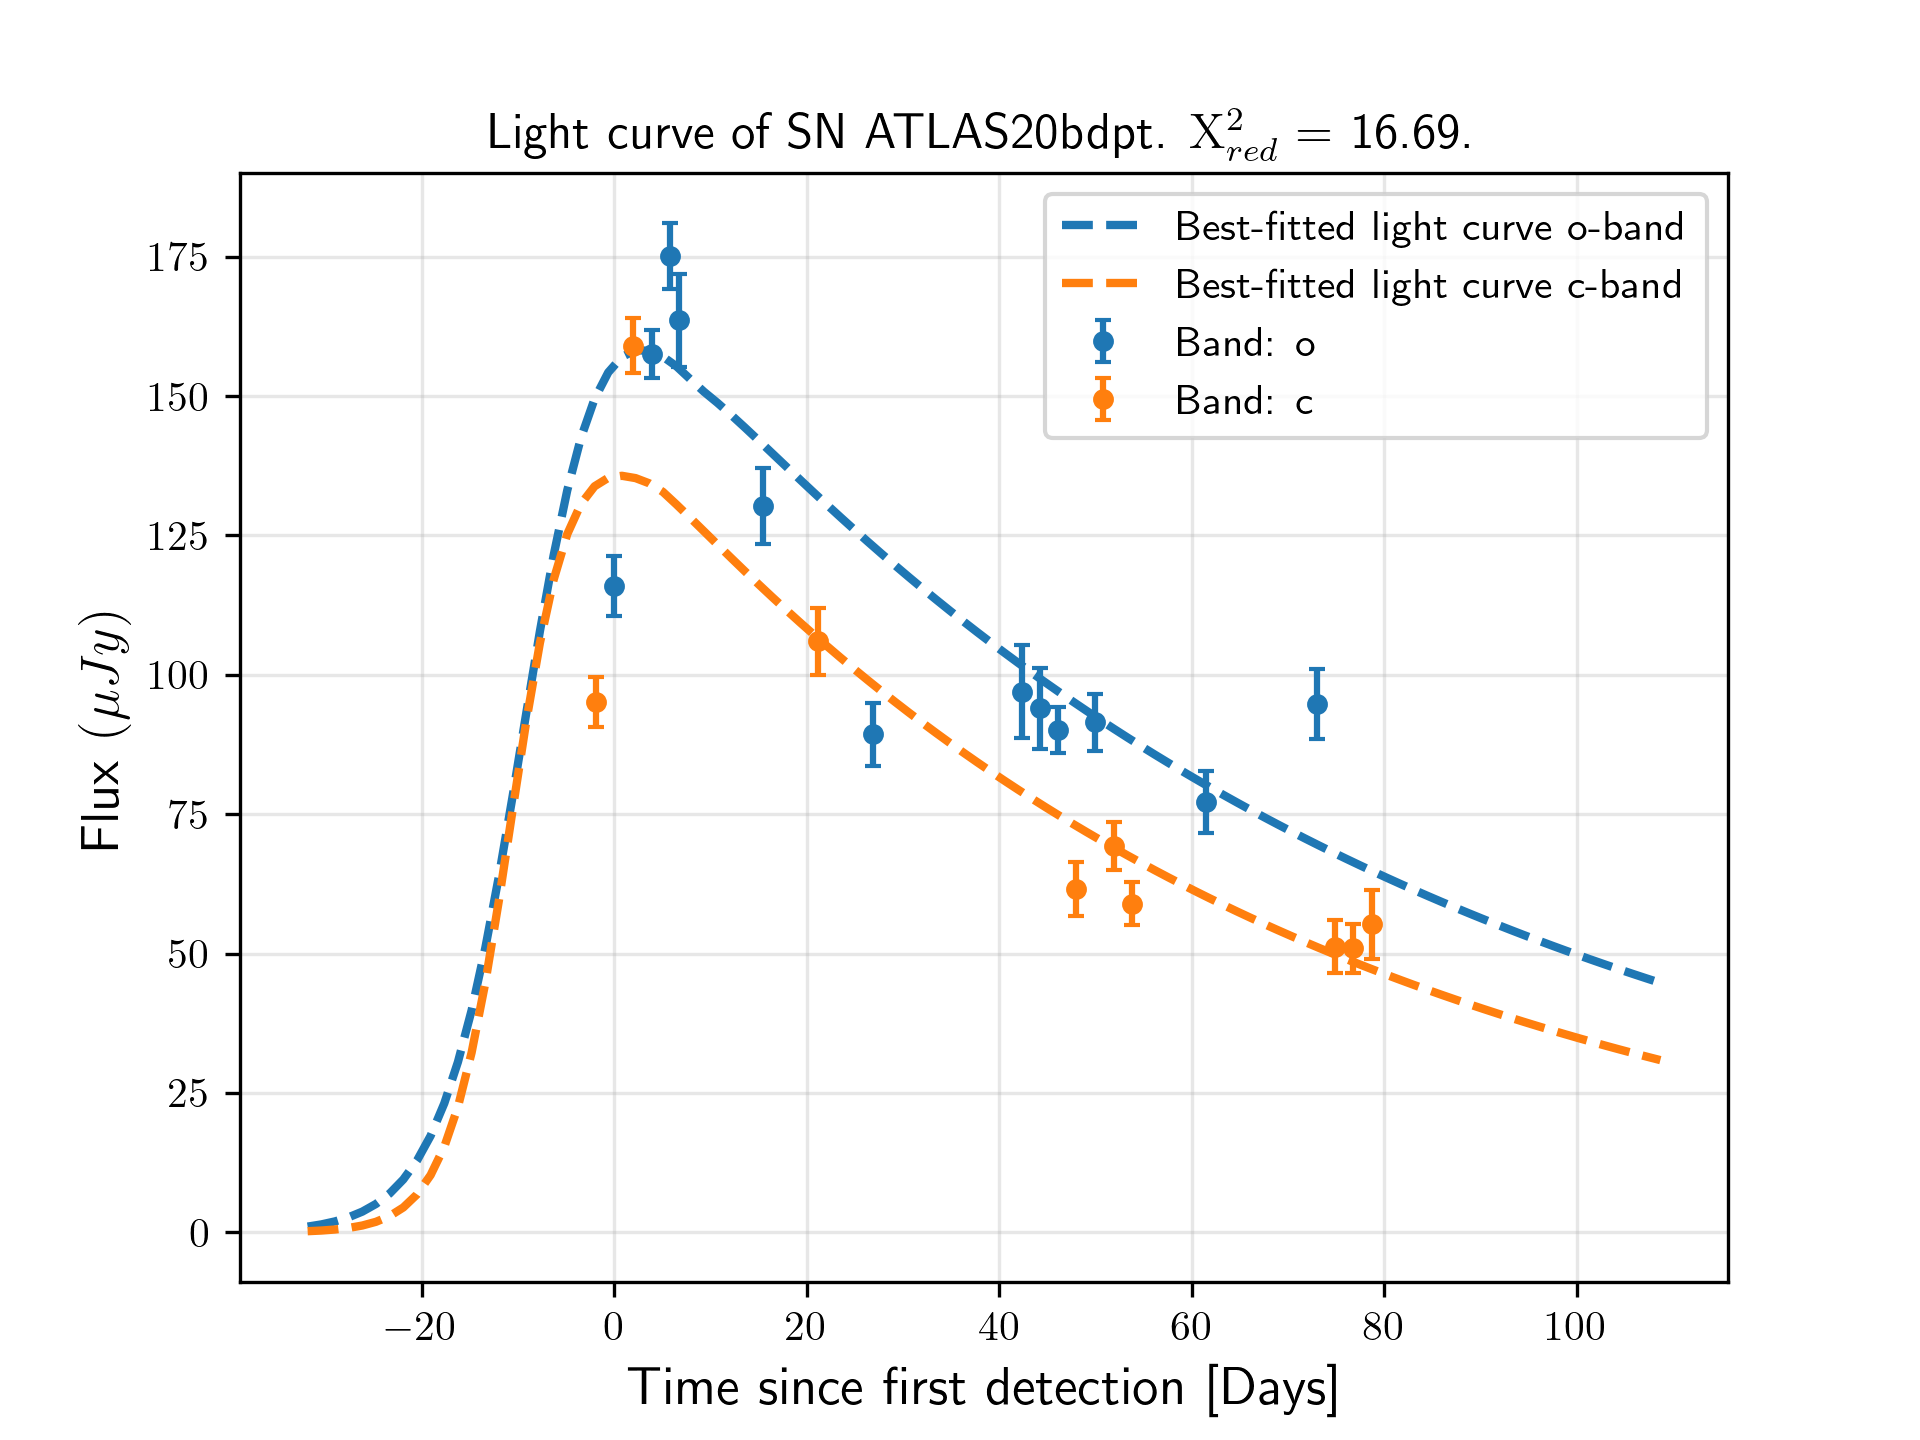 Light curve of SN ATLAS20bdpt. X²_red = 16.69.
Best-fitted light curve o-band
Best-fitted light curve c-band
Band: o
Band: c
175
150
125
100
75
50
25
0
Flux (μJy)
−20 0 20 40 60 80 100
Time since first detection [Days]